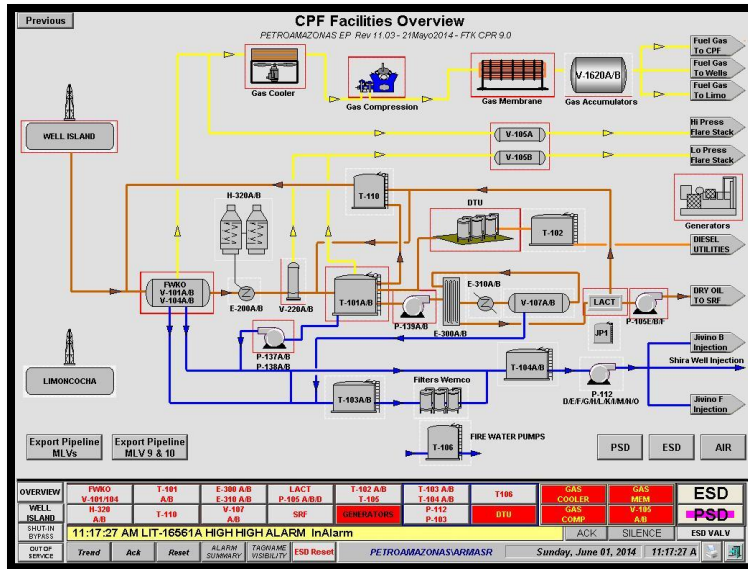 Previous
CPF Facilities Overview
PETROAMAZONAS EP Rev 11.03 - 21Mayo2014 - FTK CPR 9.0
Gas Cooler
Gas Compression
Gas Membrane
V-1620A/B
Gas Accumulators
Fuel Gas
To CPF
Fuel Gas
To Wells
Fuel Gas
To Limo
Hi Press
Flare Stack
Lo Press
Flare Stack
V-105A
V-105B
WELL ISLAND
H-320A/B
T-110
DTU
T-102
Generators
DIESEL
UTILITIES
FWKO
V-101A/B
V-104A/B
E-200A/B
V-220A/B
T-101A/B
P-139A/B
E-300A/B
E-310A/B
V-107A/B
LACT
P-105E/B/F
DRY OIL
TO SRF
JP1
P-137A/B
P-138A/B
LIMONCOCHA
T-103A/B
Filters Wemco
T-104A/B
P-112
D/E/F/G/H/L/K/I/M/N/O
Jivino B
Injection
Shira Well Injection
Jivino F
Injection
T-106
FIRE WATER PUMPS
Export Pipeline
MLVs
Export Pipeline
MLV 9 & 10
PSD
ESD
AIR
OVERVIEW
FWKO
V-101/104
T-101
A/B
E-300 A/B
E-310 A/B
LACT
P-105 A/B/D
T-102 A/B
T-105
T-103 A/B
T-104 A/B
T106
GAS
COOLER
GAS
MEM
ESD
WELL
ISLAND
H-320
A/B
T-110
V-107
A/B
SRF
GENERATORS
P-112
P-103
DTU
GAS
COMP
V-105
A/B
PSD
SHUT-IN
BYPASS
11:17:27 AM LIT-16561A HIGH HIGH ALARM InAlarm
ACK
SILENCE
ESD VALV
OUT OF
SERVICE
Trend
Ack
Reset
ALARM
SUMMARY
TAGNAME
VISIBILITY
ESD Reset
PETROAMAZONAS\ARMASR
Sunday, June 01, 2014
11:17:27 A